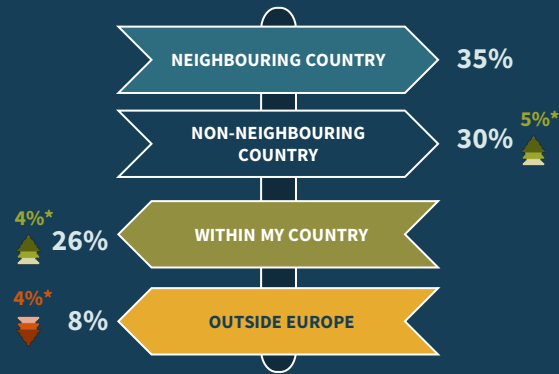 NEIGHBOURING COUNTRY
35%
NON-NEIGHBOURING
COUNTRY
30%
5%*
WITHIN MY COUNTRY
4%*
26%
OUTSIDE EUROPE
4%*
8%